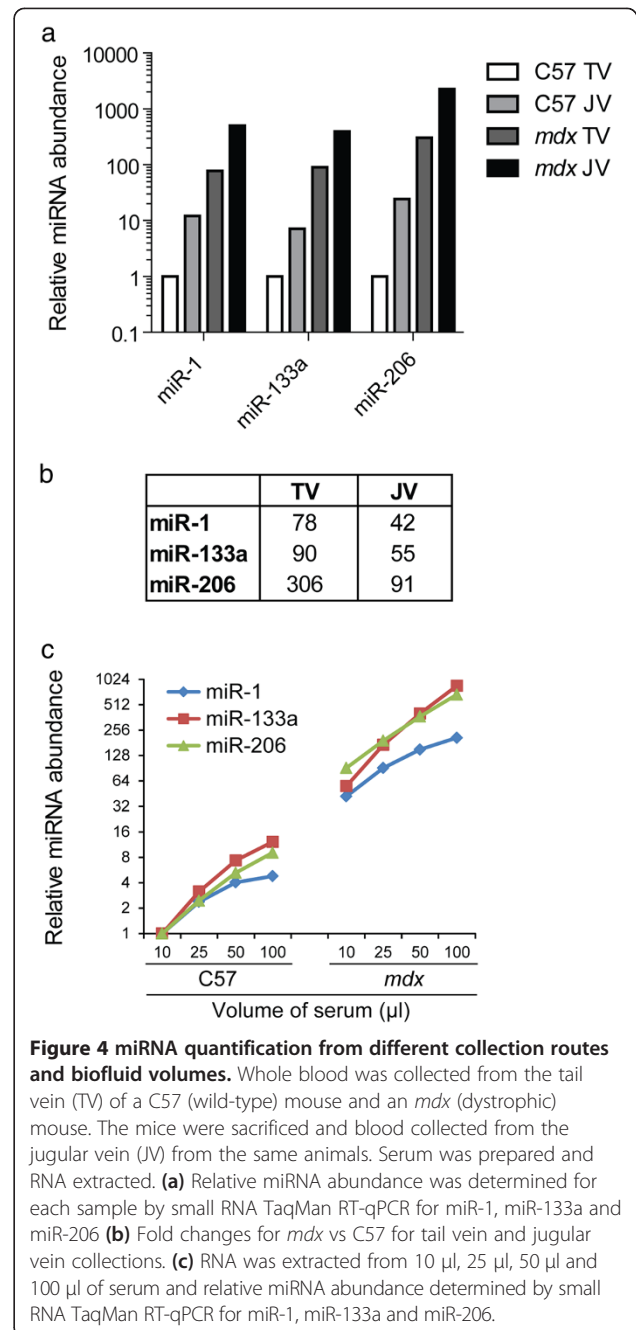 a
10000
1000
100
10
1
0.1
Relative miRNA abundance
miR-1
miR-133a
miR-206
C57 TV
C57 JV
mdx TV
mdx JV
b
TV JV
miR-1 78 42
miR-133a 90 55
miR-206 306 91
c
1024
512
256
128
64
32
16
8
4
2
1
Relative miRNA abundance
miR-1
miR-133a
miR-206
10 25 50 100 10 25 50 100
C57 mdx
Volume of serum (µl)
Figure 4 miRNA quantification from different collection routes
and biofluid volumes. Whole blood was collected from the tail
vein (TV) of a C57 (wild-type) mouse and an mdx (dystrophic)
mouse. The mice were sacrificed and blood collected from the
jugular vein (JV) from the same animals. Serum was prepared and
RNA extracted. (a) Relative miRNA abundance was determined for
each sample by small RNA TaqMan RT-qPCR for miR-1, miR-133a and
miR-206 (b) Fold changes for mdx vs C57 for tail vein and jugular
vein collections. (c) RNA was extracted from 10 µl, 25 µl, 50 µl and
100 µl of serum and relative miRNA abundance determined by small
RNA TaqMan RT-qPCR for miR-1, miR-133a and miR-206.